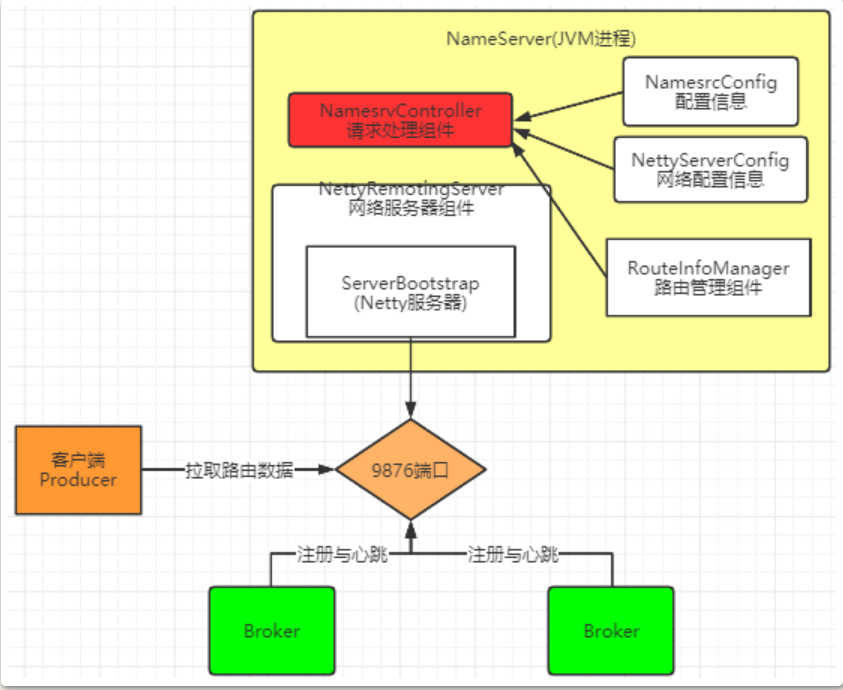 NameServer(JVM进程)
NamesrvController
请求处理组件
NamesrcConfig
配置信息
NettyServerConfig
网络配置信息
NettyRemotingServer
网络服务器组件
RouteInfoManager
路由管理组件
ServerBootstrap
(Netty服务器)
客户端
Producer
拉取路由数据
9876端口
注册与心跳
注册与心跳
Broker
Broker